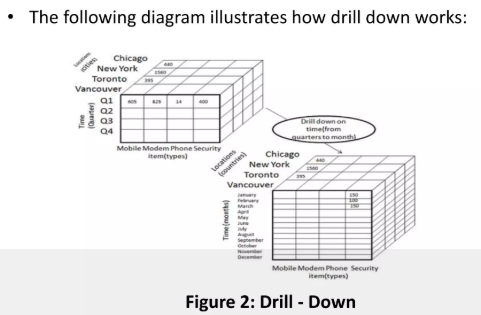 • The following diagram illustrates how drill down works:
Locations
(cities)
Chicago
New York
Toronto
Vancouver
440
1560
395
Time
(Quarter)
Q1
Q2
Q3
Q4
605 825 14 400
Mobile Modem Phone Security
item(types)
Drill down on
time(from
quarters to month)
Locations
(countries)
Chicago
New York
Toronto
Vancouver
440
1560
395
Time(months)
January
February
March
April
May
June
July
August
September
October
November
December
150
100
150
Mobile Modem Phone Security
item(types)
Figure 2: Drill - Down